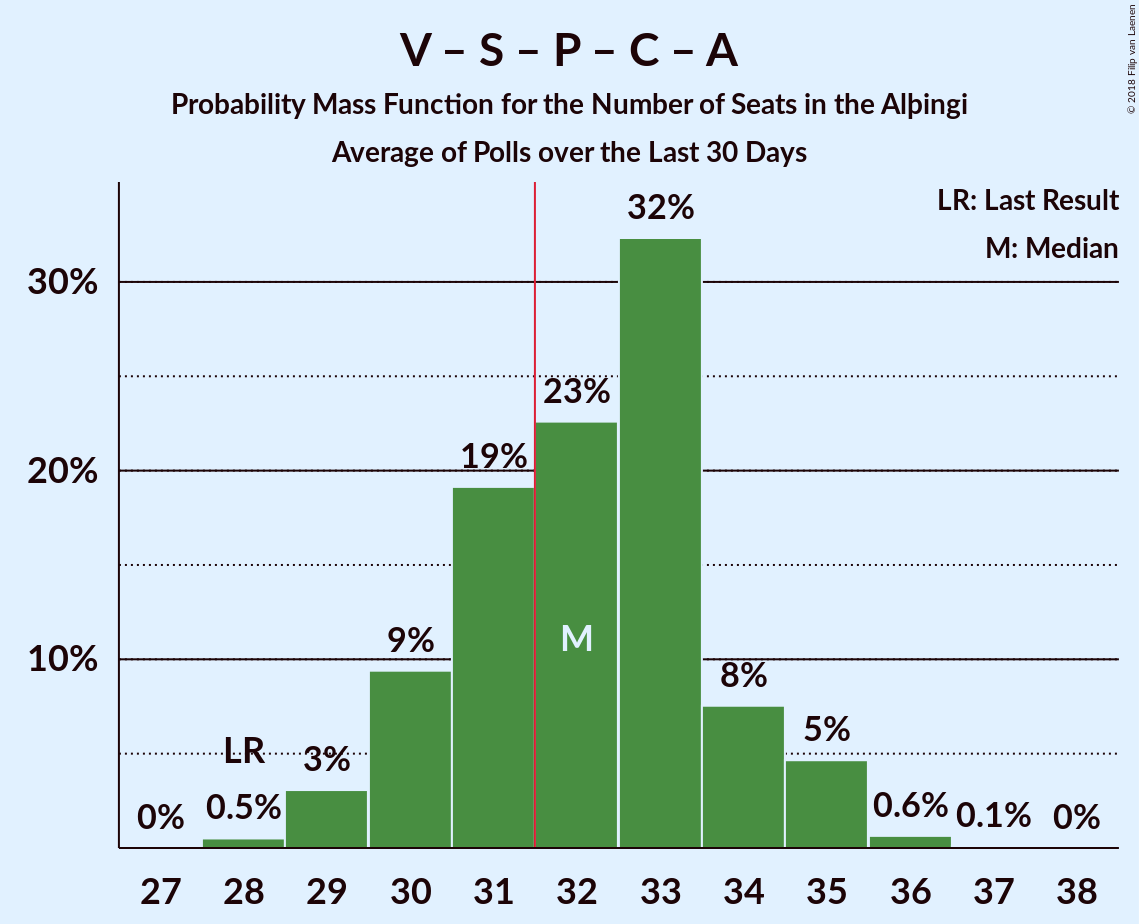 V – S – P – C – A
Probability Mass Function for the Number of Seats in the Alþingi
Average of Polls over the Last 30 Days
© 2018 Filip van Laenen
LR: Last Result
M: Median
32%
30%
23%
19%
20%
M
9%
10%
8%
5%
LR
3%
0%
0.5%
0.6%
0.1%
0%
27 28 29 30 31 32 33 34 35 36 37 38